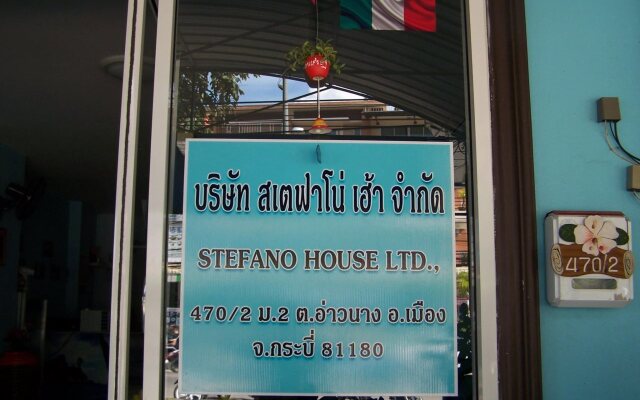 บริษัท สเตฟาโน่ เฮ้า จำกัด
STEFANO HOUSE LTD.,
470/2 ม.2 ต.อ่าวนาง อ.เมือง
จ.กระบี่ 81180
470/2